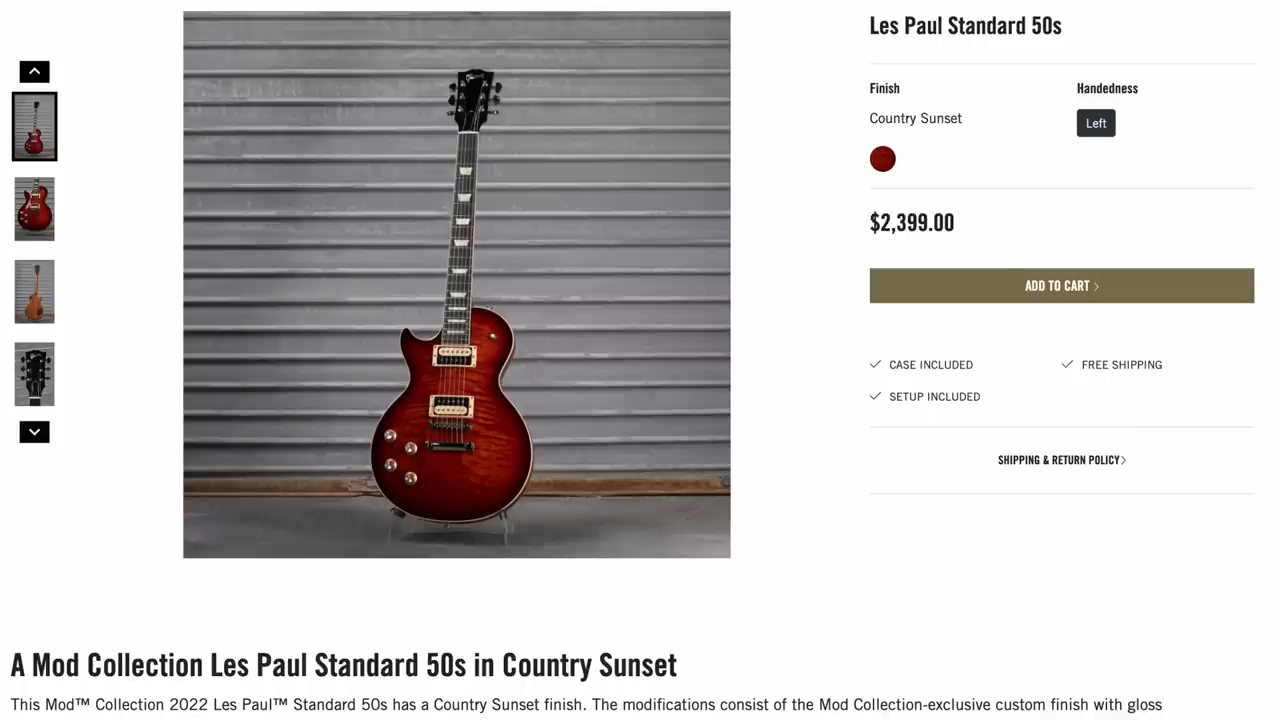 Les Paul Standard 50s
Finish
Handedness
Country Sunset
Left
$2,399.00
ADD TO CART
CASE INCLUDED
FREE SHIPPING
SETUP INCLUDED
SHIPPING & RETURN POLICY
A Mod Collection Les Paul Standard 50s in Country Sunset
This Mod™ Collection 2022 Les Paul™ Standard 50s has a Country Sunset finish. The modifications consist of the Mod Collection-exclusive custom finish with gloss